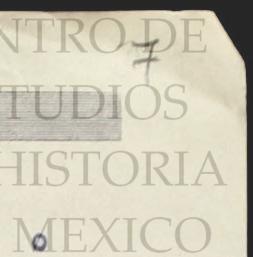 NTRO DE
7
TUDIOS
HISTORIA
MEXICO